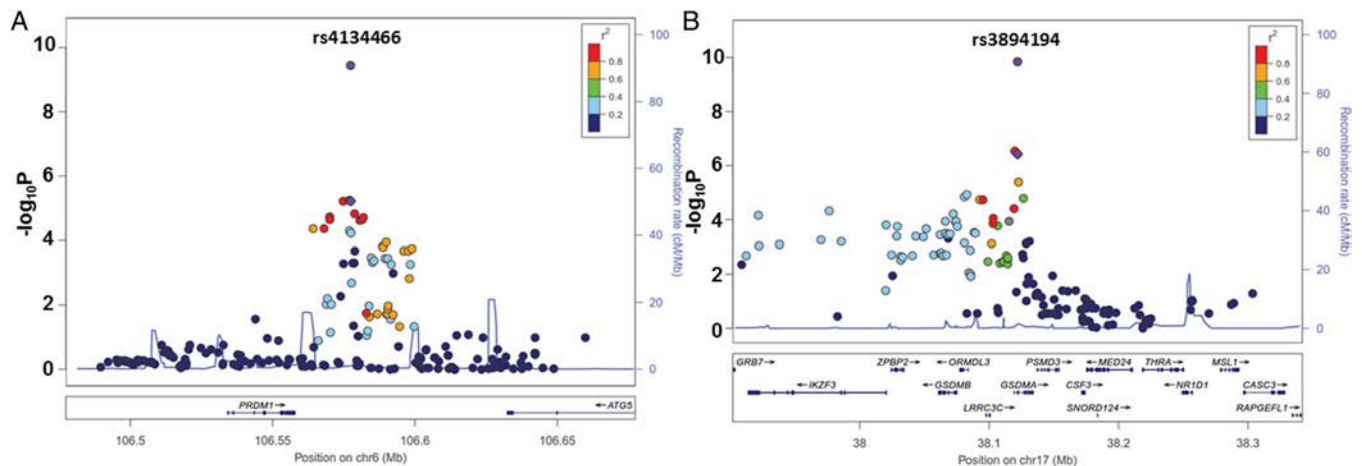 A
rs4134466
10
8
6
4
2
0
-log10P
r2
0.8
0.6
0.4
0.2
100
80
60
40
20
0
Recombination rate (cM/Mb)
PRDM1→
←ATG5
106.5
106.55
106.6
106.65
Position on chr6 (Mb)
B
rs3894194
10
8
6
4
2
0
-log10P
r2
0.8
0.6
0.4
0.2
100
80
60
40
20
0
Recombination rate (cM/Mb)
GRB7→
ZPBP2→
←ORMDL3
PSMD3→
←MED24
THRA→
MSL1→
←IKZF3
←GSDMB
GSDMA→
CSF3→
←NR1D1
CASC3→
LRRC3C→
SNORD124→
RAPGEFL1→
38
38.1
38.2
38.3
Position on chr17 (Mb)